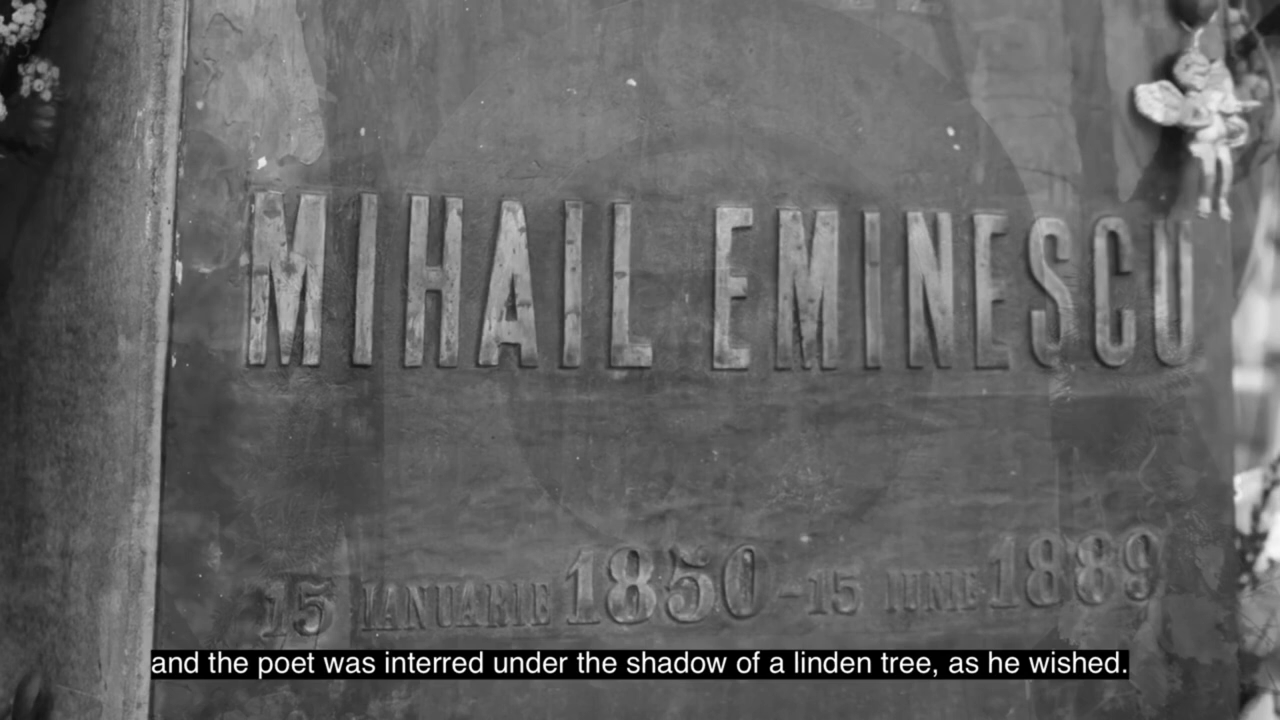 MIHAIL EMINESCU
15 IANUARIE 1850 - 15 IUNIE 1889
and the poet was interred under the shadow of a linden tree, as he wished.